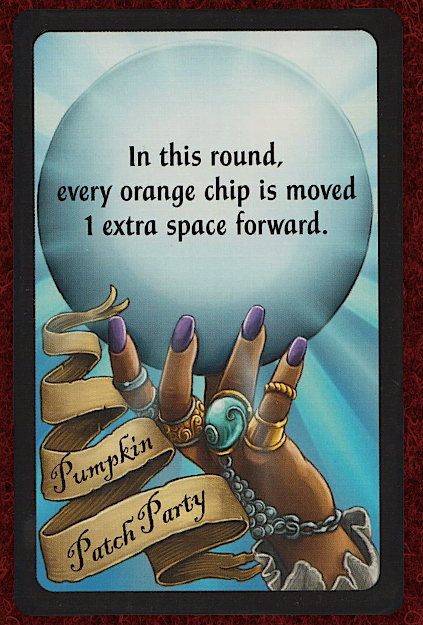 In this round,
every orange chip is moved
1 extra space forward.
Pumpkin
Patch Party